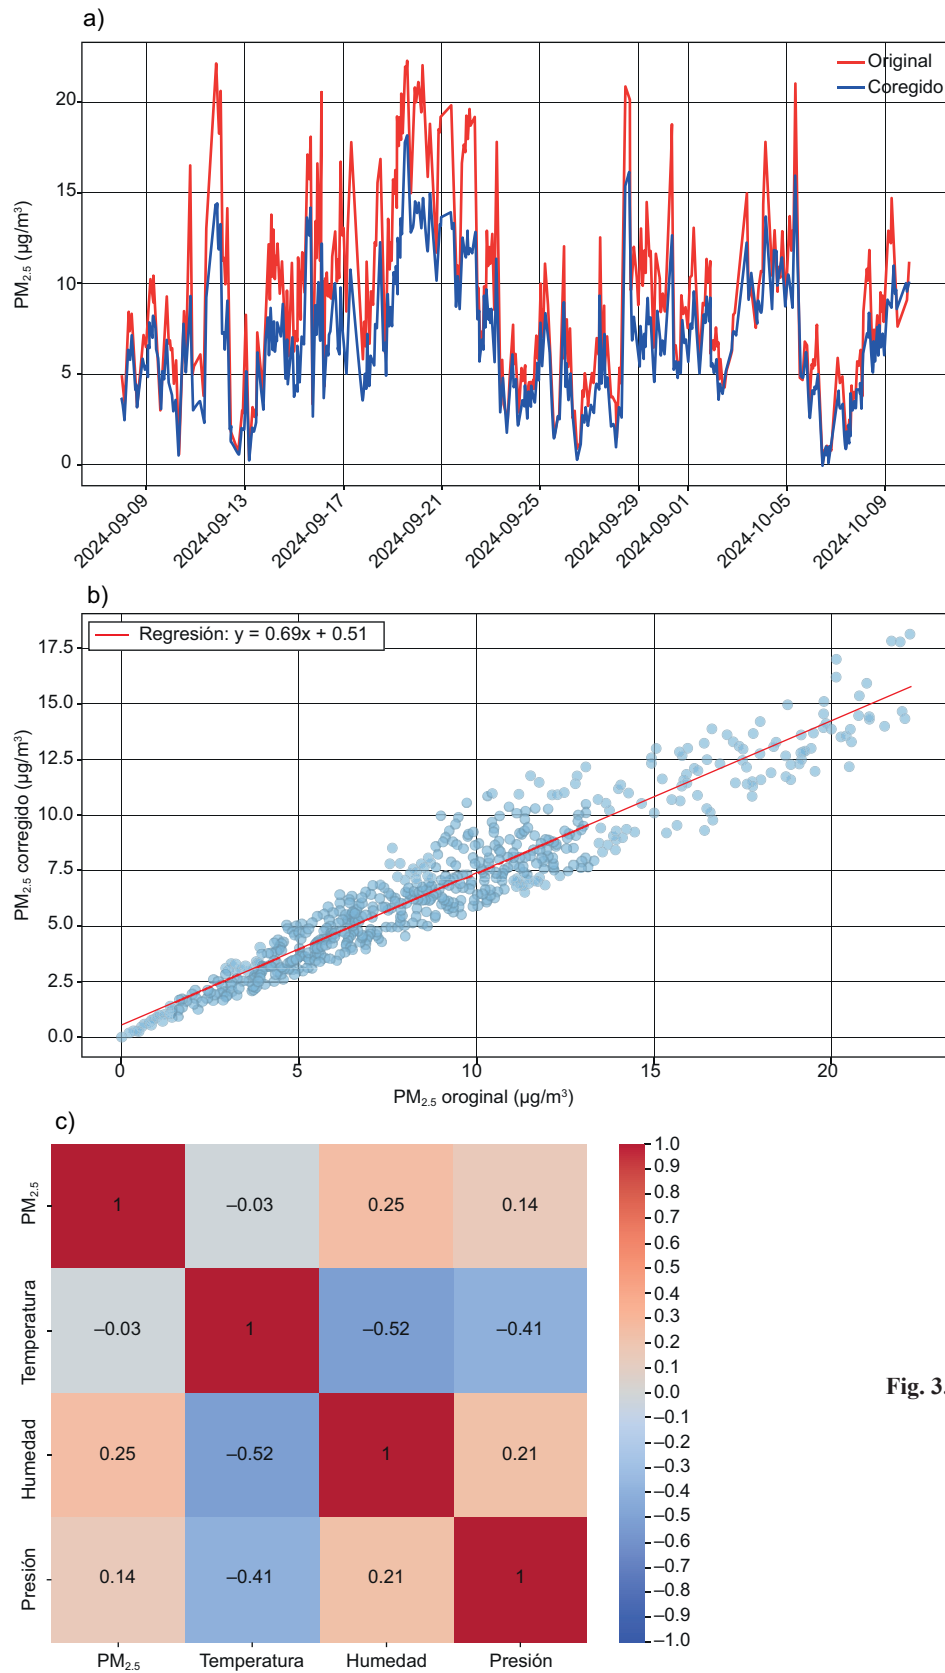 a)
Original
Coregido
PM2.5 (µg/m³)
20
15
10
5
0
2024-09-09
2024-09-13
2024-09-17
2024-09-21
2024-09-25
2024-09-29
2024-09-01
2024-10-05
2024-10-09
b)
Regresión: y = 0.69x + 0.51
PM2.5 corregido (µg/m³)
17.5
15.0
12.5
10.0
7.5
5.0
2.5
0.0
0 5 10 15 20
PM2.5 oroginal (µg/m³)
c)
PM2.5
1 –0.03 0.25 0.14
Temperatura
–0.03 1 –0.52 –0.41
Humedad
0.25 –0.52 1 0.21
Presión
0.14 –0.41 0.21 1
PM2.5 Temperatura Humedad Presión
1.0
0.9
0.8
0.7
0.6
0.5
0.4
0.3
0.2
0.1
0.0
–0.1
–0.2
–0.3
–0.4
–0.5
–0.6
–0.7
–0.8
–0.9
–1.0
Fig. 3.